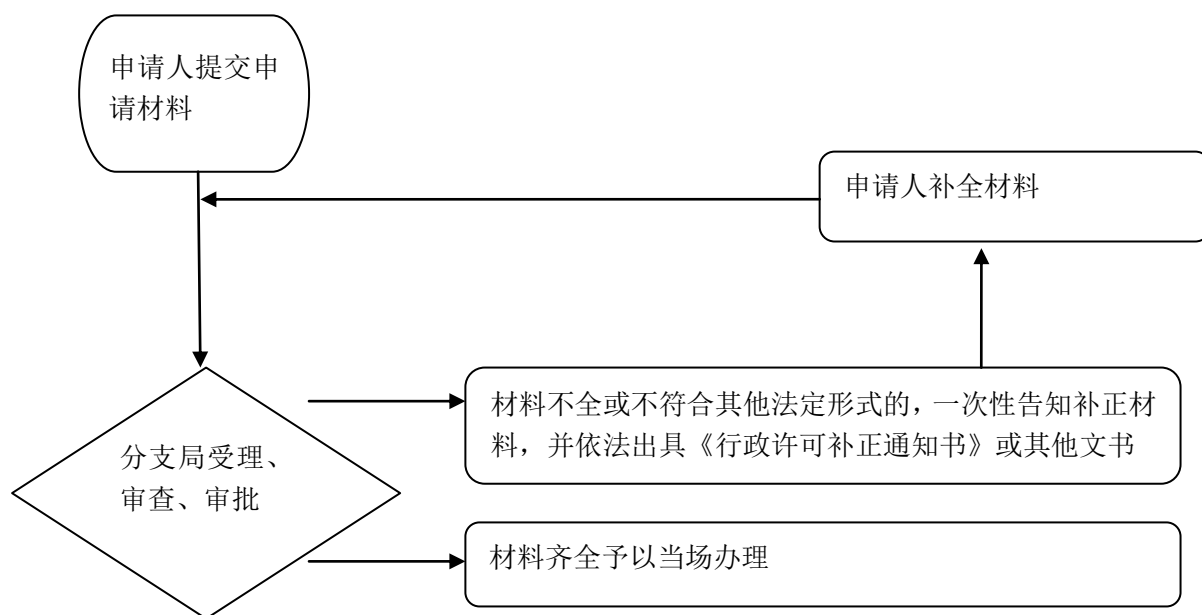 申请人提交申
请材料
申请人补全材料
材料不全或不符合其他法定形式的，一次性告知补正材
料，并依法出具《行政许可补正通知书》或其他文书
分支局受理、
审查、审批
材料齐全予以当场办理